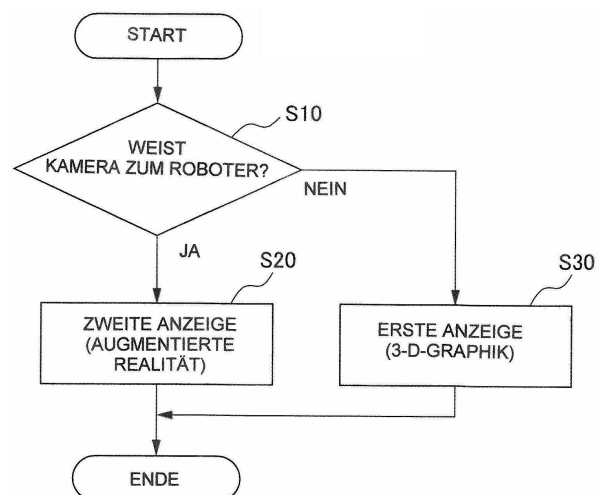 START
S10
WEIST
KAMERA ZUM ROBOTER?
NEIN
JA
S20
S30
ZWEITE ANZEIGE
(AUGMENTIERTE
REALITÄT)
ERSTE ANZEIGE
(3-D-GRAPHIK)
ENDE